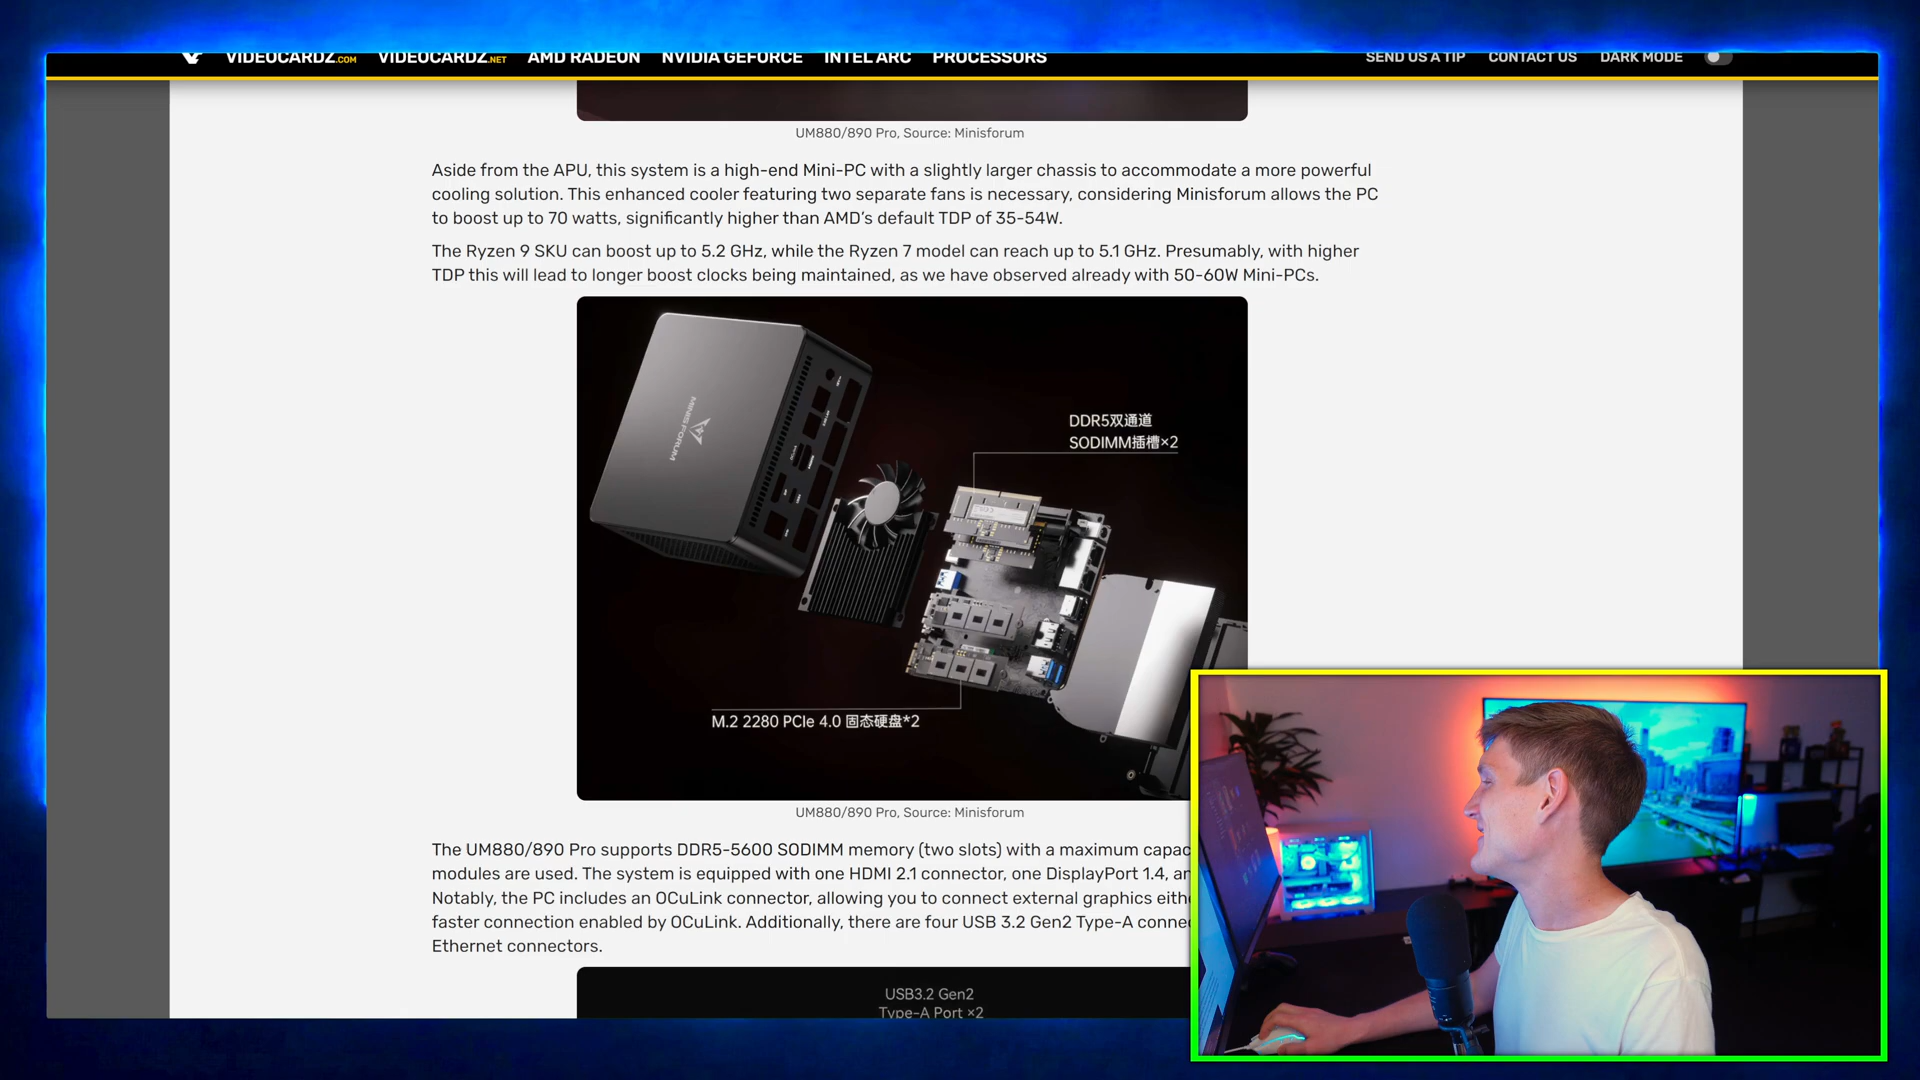 VIDEOCARDZ.COM VIDEOCARDZ.NET AMD RADEON NVIDIA GEFORCE INTEL ARC PROCESSORS SEND US A TIP CONTACT US DARK MODE
UM880/890 Pro, Source: Minisforum
Aside from the APU, this system is a high-end Mini-PC with a slightly larger chassis to accommodate a more powerful
cooling solution. This enhanced cooler featuring two separate fans is necessary, considering Minisforum allows the PC
to boost up to 70 watts, significantly higher than AMD’s default TDP of 35-54W.
The Ryzen 9 SKU can boost up to 5.2 GHz, while the Ryzen 7 model can reach up to 5.1 GHz. Presumably, with higher
TDP this will lead to longer boost clocks being maintained, as we have observed already with 50-60W Mini-PCs.
MINISFORUM
DDR5双通道
SODIMM插槽×2
M.2 2280 PCIe 4.0 固态硬盘*2
UM880/890 Pro, Source: Minisforum
The UM880/890 Pro supports DDR5-5600 SODIMM memory (two slots) with a maximum
modules are used. The system is equipped with one HDMI 2.1 connector, one DisplayPort 1.4,
Notably, the PC includes an OCuLink connector, allowing you to connect external graphics
faster connection enabled by OCuLink. Additionally, there are four USB 3.2 Gen2 Type-A
Ethernet connectors.
USB3.2 Gen2
Type-A Port ×2